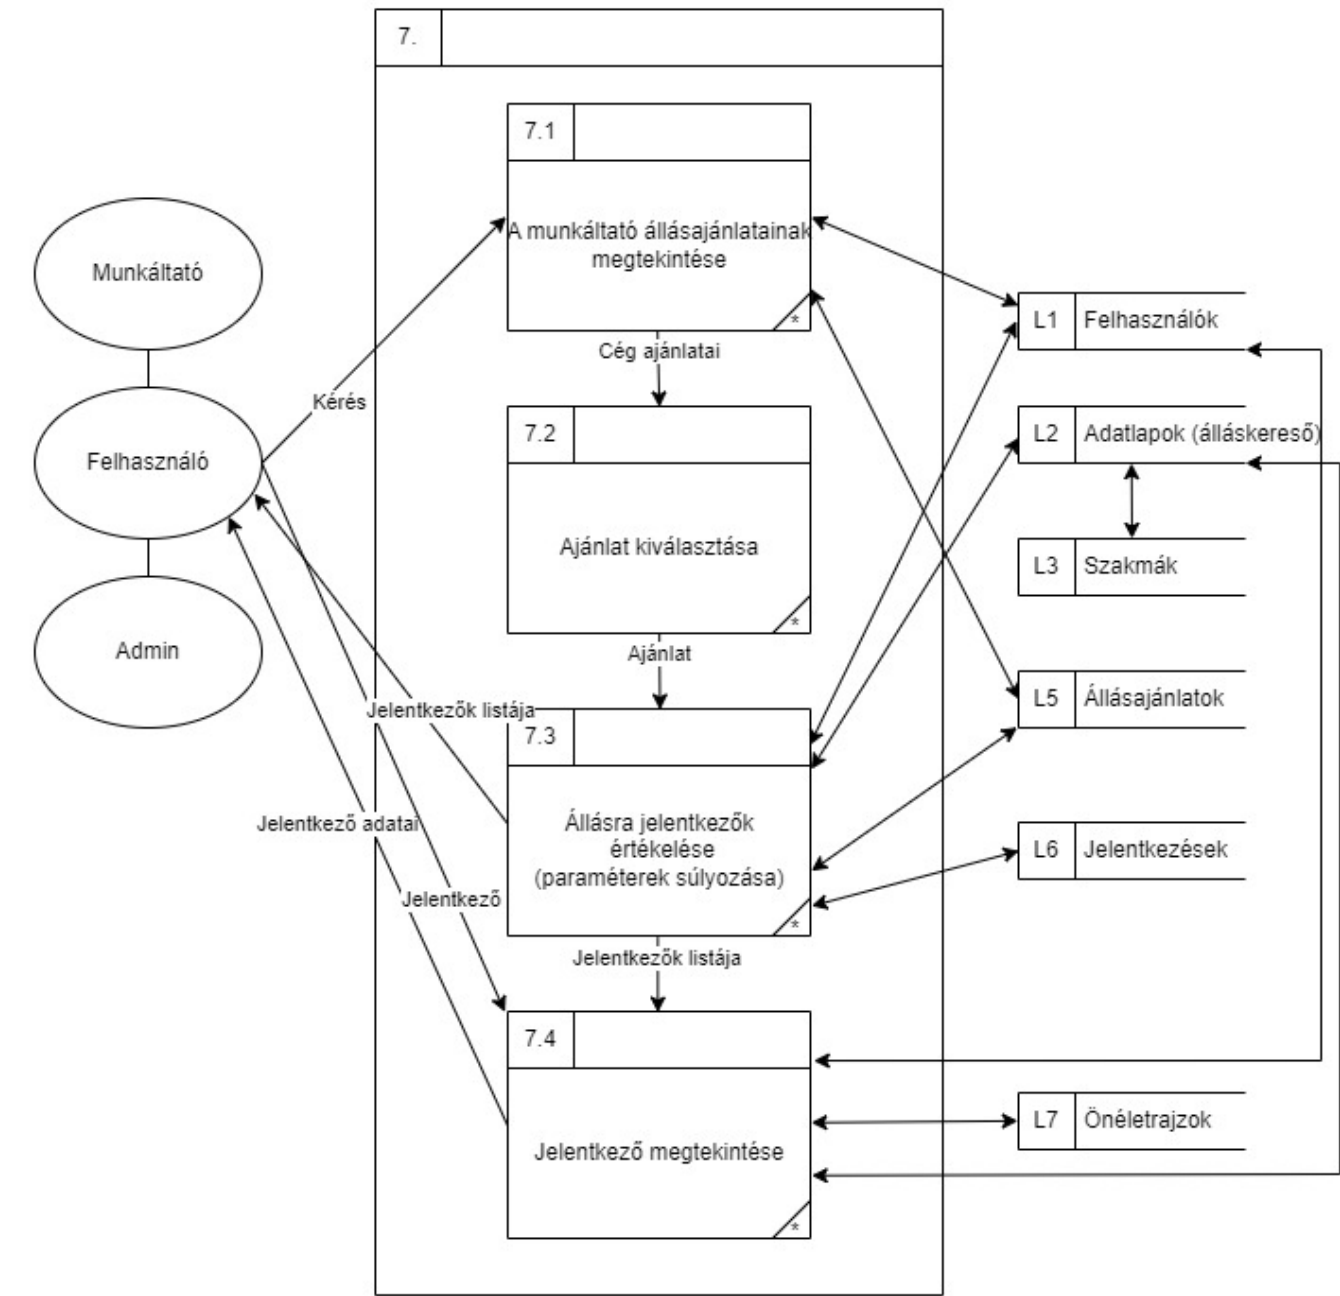 7.
7.1
A munkáltató állásajánlatainak
megtekintése
*
Munkáltató
L1 Felhasználók
Cég ajánlatai
Kérés
7.2
L2 Adatlapok (álláskereső)
Felhasználó
Ajánlat kiválasztása
*
L3 Szakmák
Admin
Ajánlat
L5 Állásajánlatok
Jelentkezők listája
7.3
Jelentkező adatai
Állásra jelentkezők
értékelése
(paraméterek súlyozása)
*
L6 Jelentkezések
Jelentkező
Jelentkezők listája
7.4
L7 Önéletrajzok
Jelentkező megtekintése
*